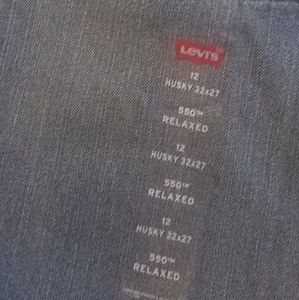 Levi's
12
HUSKY 32x27
550™
RELAXED
12
HUSKY 32x27
550™
RELAXED
12
HUSKY 32x27
550™
RELAXED